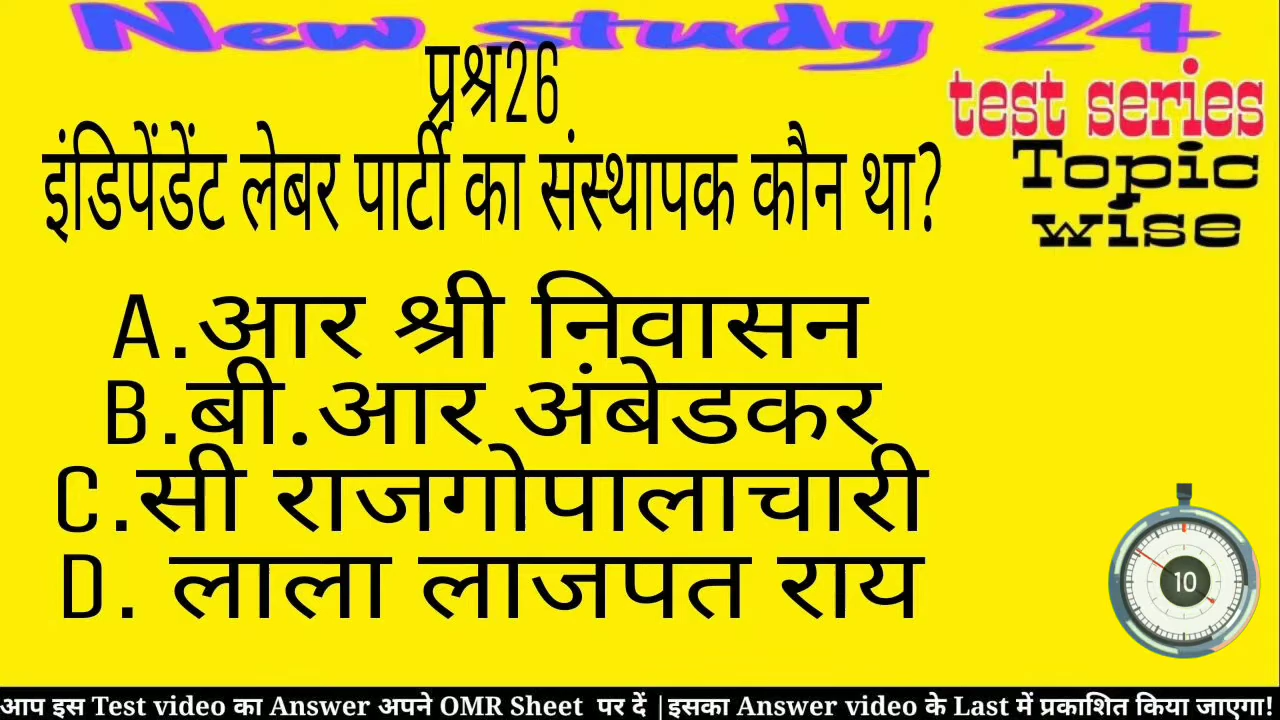 New study 24
test series
Topic
wise
प्रश्न26
इंडिपेंडेंट लेबर पार्टी का संस्थापक कौन था?
A.आर श्री निवासन
B.बी.आर अंबेडकर
C.सी राजगोपालाचारी
D. लाला लाजपत राय
10
आप इस Test video का Answer अपने OMR Sheet पर दें |इसका Answer video के Last में प्रकाशित किया जाएगा!